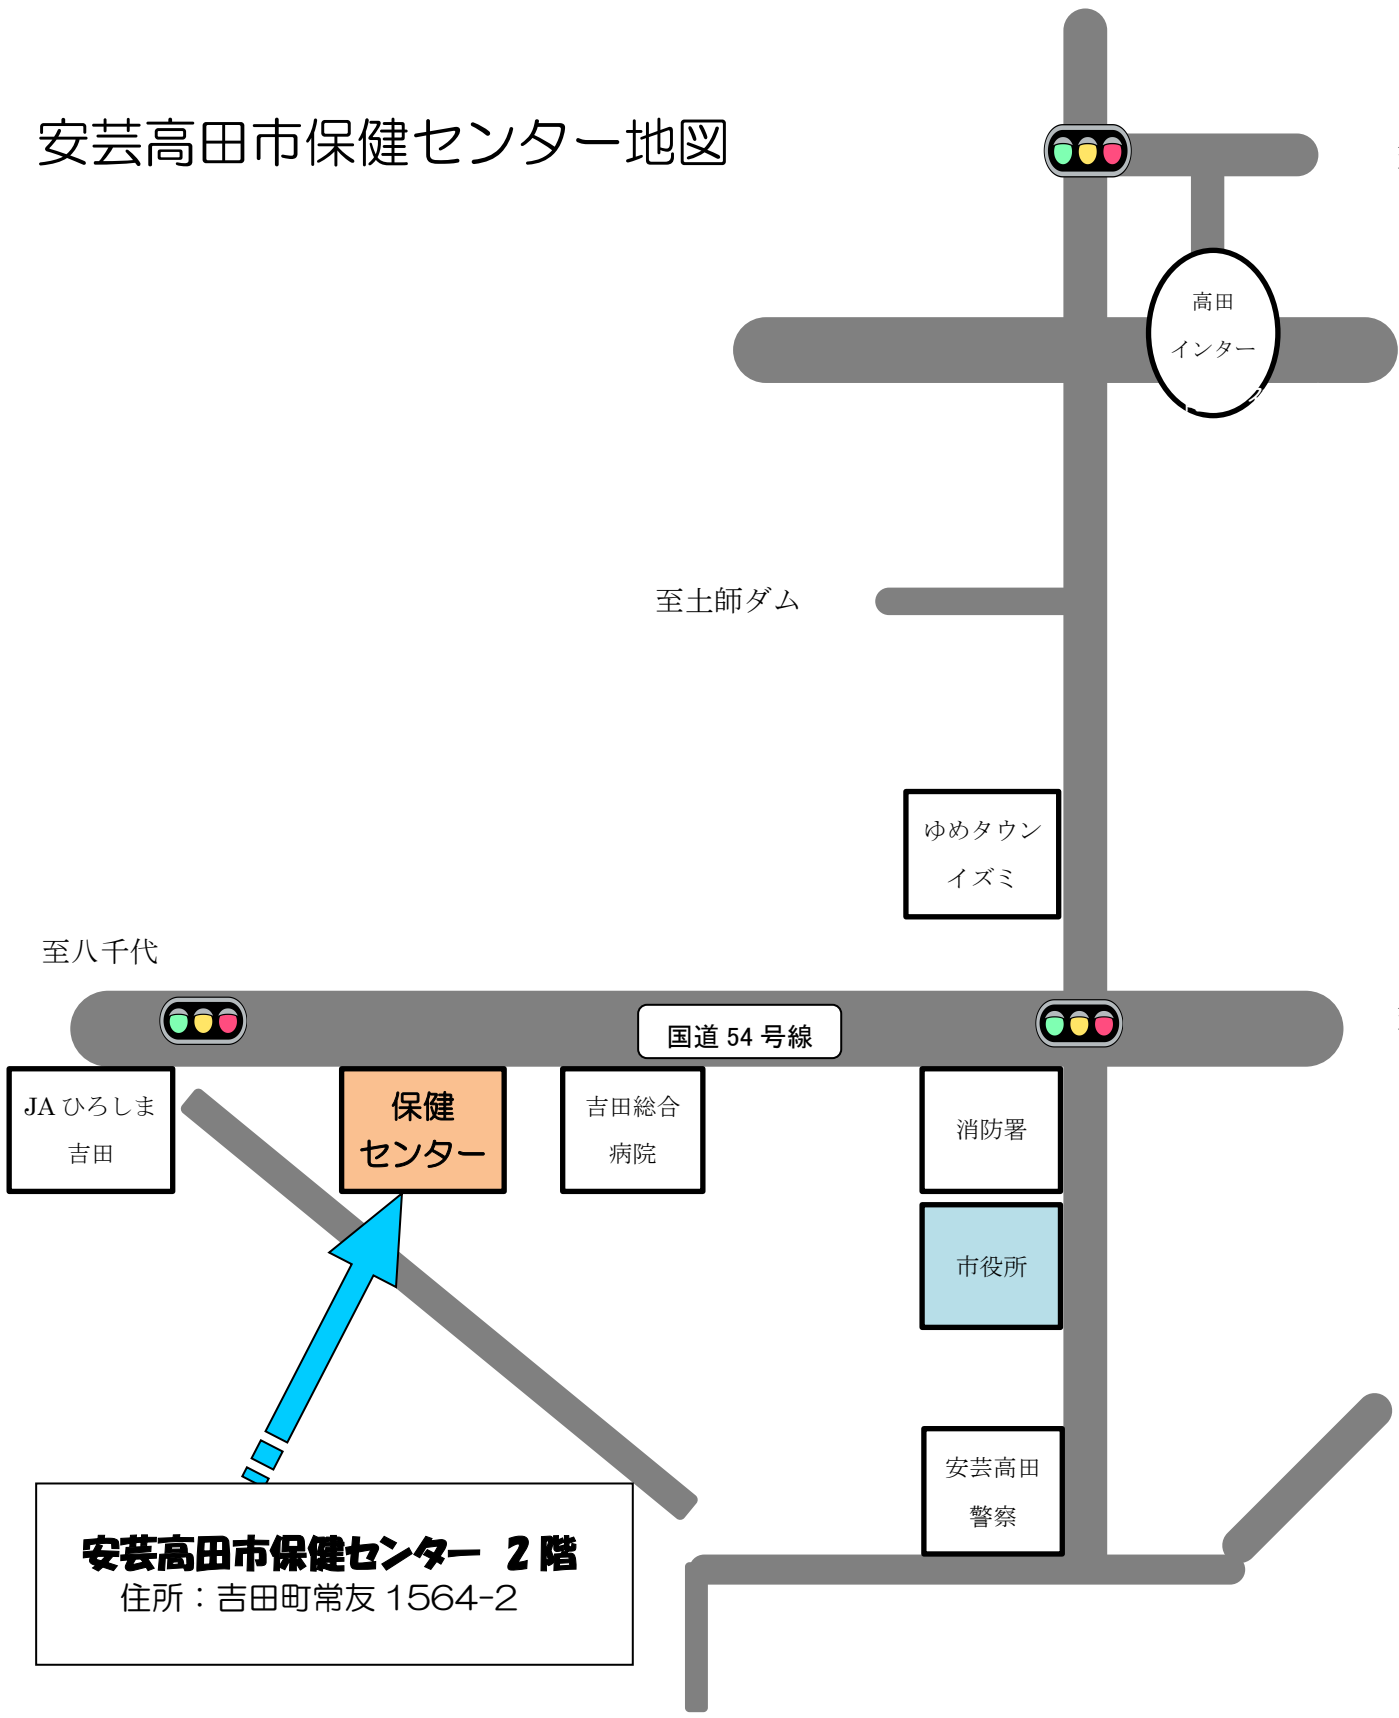 安芸高田市保健センター地図
高田
インター
至土師ダム
ゆめタウン
イズミ
至八千代
国道 54 号線
JA ひろしま
吉田
保健
センター
吉田総合
病院
消防署
市役所
安芸高田
警察
安芸高田市保健センター 2 階
住所：吉田町常友 1564-2